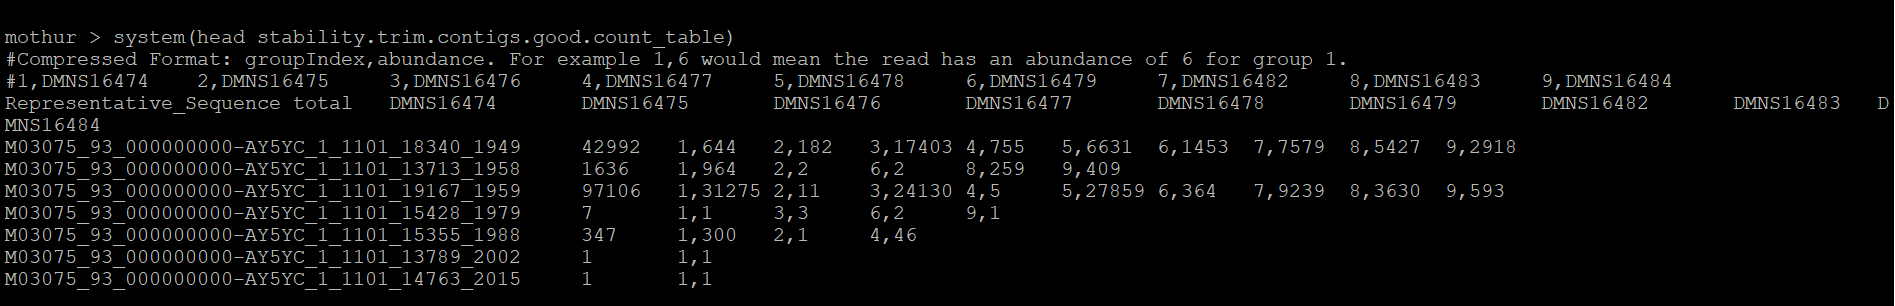 mothur > system(head stability.trim.contigs.good.count_table)
#Compressed Format: groupIndex,abundance. For example 1,6 would mean the read has an abundance of 6 for group 1.
#1,DMNS16474 2,DMNS16475 3,DMNS16476 4,DMNS16477 5,DMNS16478 6,DMNS16479 7,DMNS16482 8,DMNS16483 9,DMNS16484
Representative_Sequence total DMNS16474 DMNS16475 DMNS16476 DMNS16477 DMNS16478 DMNS16479 DMNS16482 DMNS16483 D
MNS16484
M03075_93_000000000-AY5YC_1_1101_18340_1949 42992 1,644 2,182 3,17403 4,755 5,6631 6,1453 7,7579 8,5427 9,2918
M03075_93_000000000-AY5YC_1_1101_13713_1958 1636 1,964 2,2 6,2 8,259 9,409
M03075_93_000000000-AY5YC_1_1101_19167_1959 97106 1,31275 2,11 3,24130 4,5 5,27859 6,364 7,9239 8,3630 9,593
M03075_93_000000000-AY5YC_1_1101_15428_1979 7 1,1 3,3 6,2 9,1
M03075_93_000000000-AY5YC_1_1101_15355_1988 347 1,300 2,1 4,46
M03075_93_000000000-AY5YC_1_1101_13789_2002 1 1,1
M03075_93_000000000-AY5YC_1_1101_14763_2015 1 1,1